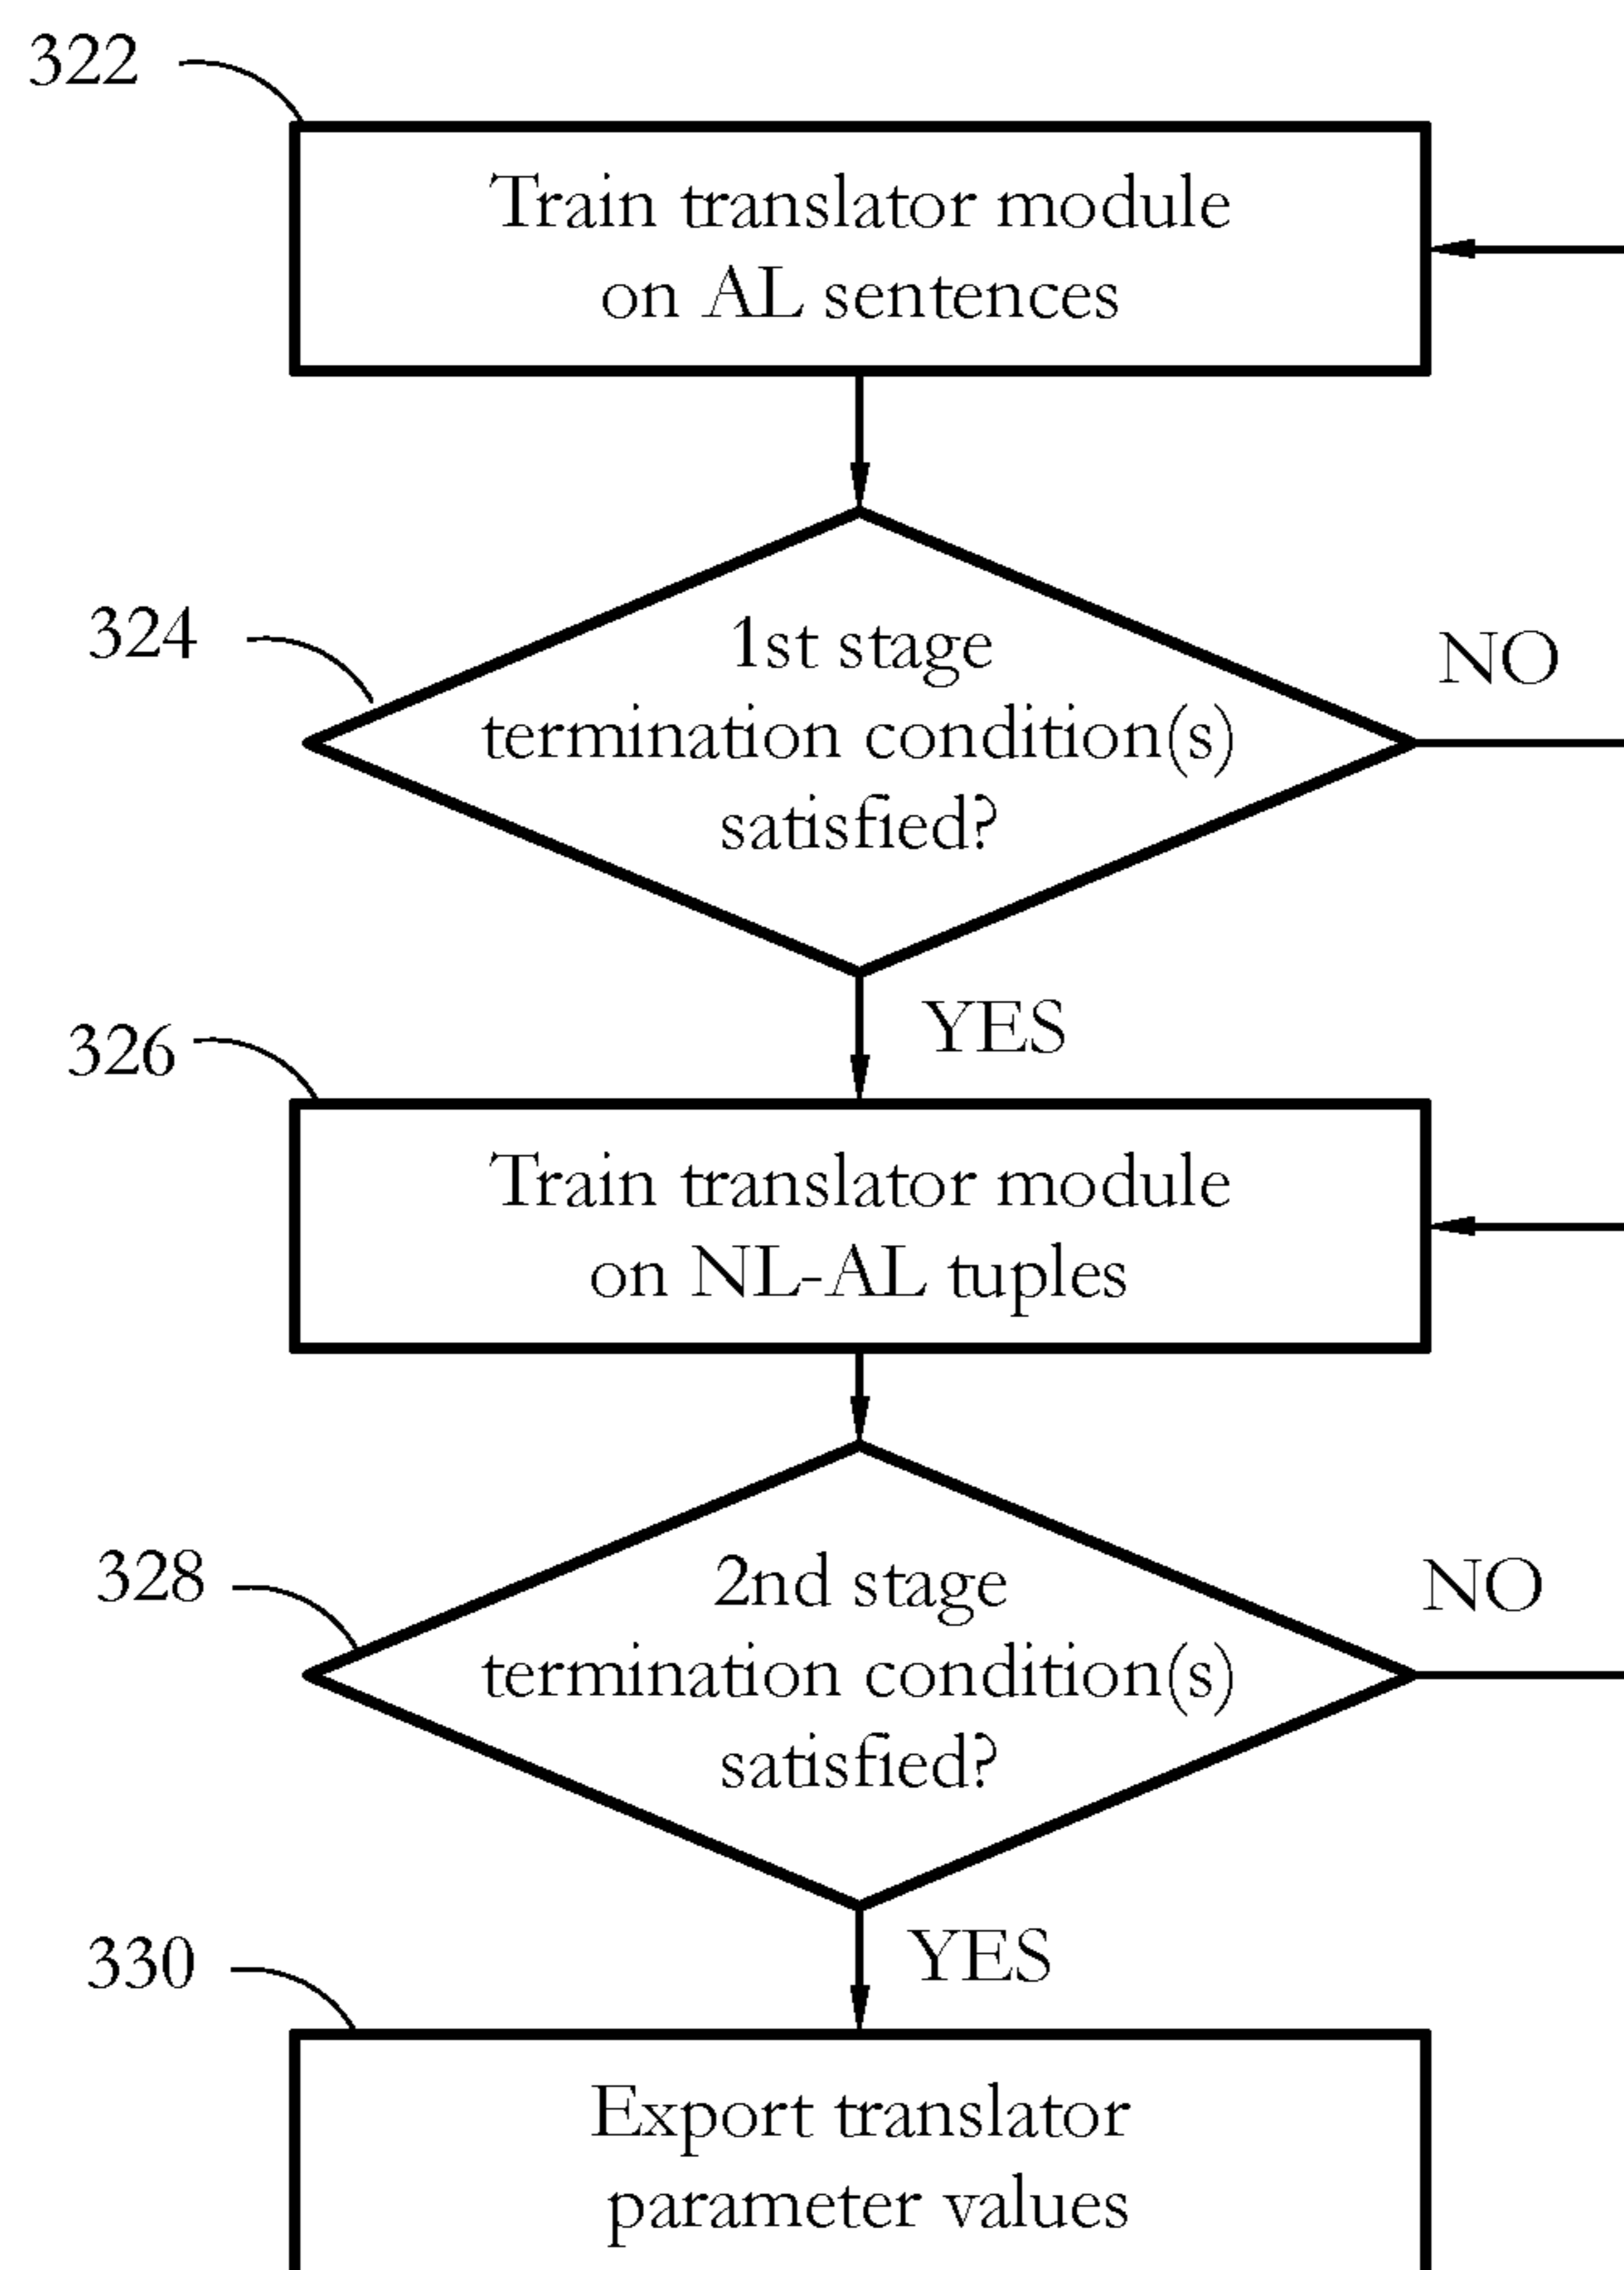 322
Train translator module
on AL sentences
324
1st stage
termination condition(s)
satisfied?
NO
YES
326
Train translator module
on NL-AL tuples
328
2nd stage
termination condition(s)
satisfied?
NO
YES
330
Export translator
parameter values